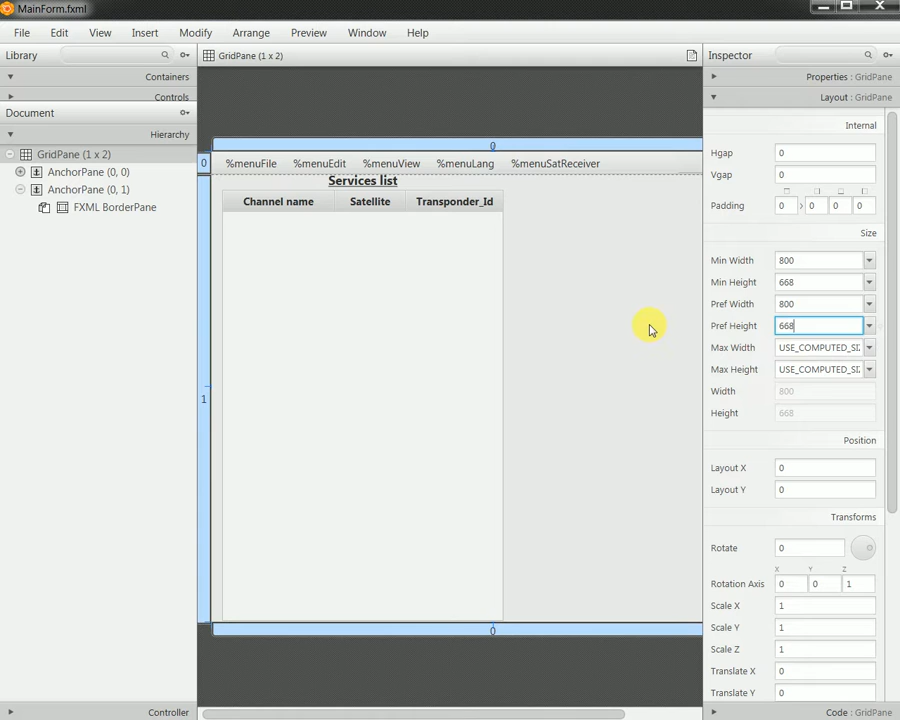 MainForm.fxml
File Edit View Insert Modify Arrange Preview Window Help
Library
GridPane (1 x 2)
Inspector
Containers
Properties : GridPane
Controls
Layout : GridPane
Document
Internal
Hierarchy
GridPane (1 x 2)
AnchorPane (0, 0)
AnchorPane (0, 1)
FXML BorderPane
0
0
%menuFile %menuEdit %menuView %menuLang %menuSatReceiver
Services list
Channel name Satellite Transponder_Id
1
0
Hgap 0
Vgap 0
Padding 0 0 0 0
Size
Min Width 800
Min Height 668
Pref Width 800
Pref Height 668
Max Width USE_COMPUTED_SI
Max Height USE_COMPUTED_SI
Width 800
Height 668
Position
Layout X 0
Layout Y 0
Transforms
Rotate 0
X Y Z
Rotation Axis 0 0 1
Scale X 1
Scale Y 1
Scale Z 1
Translate X 0
Translate Y 0
Controller
Code : GridPane